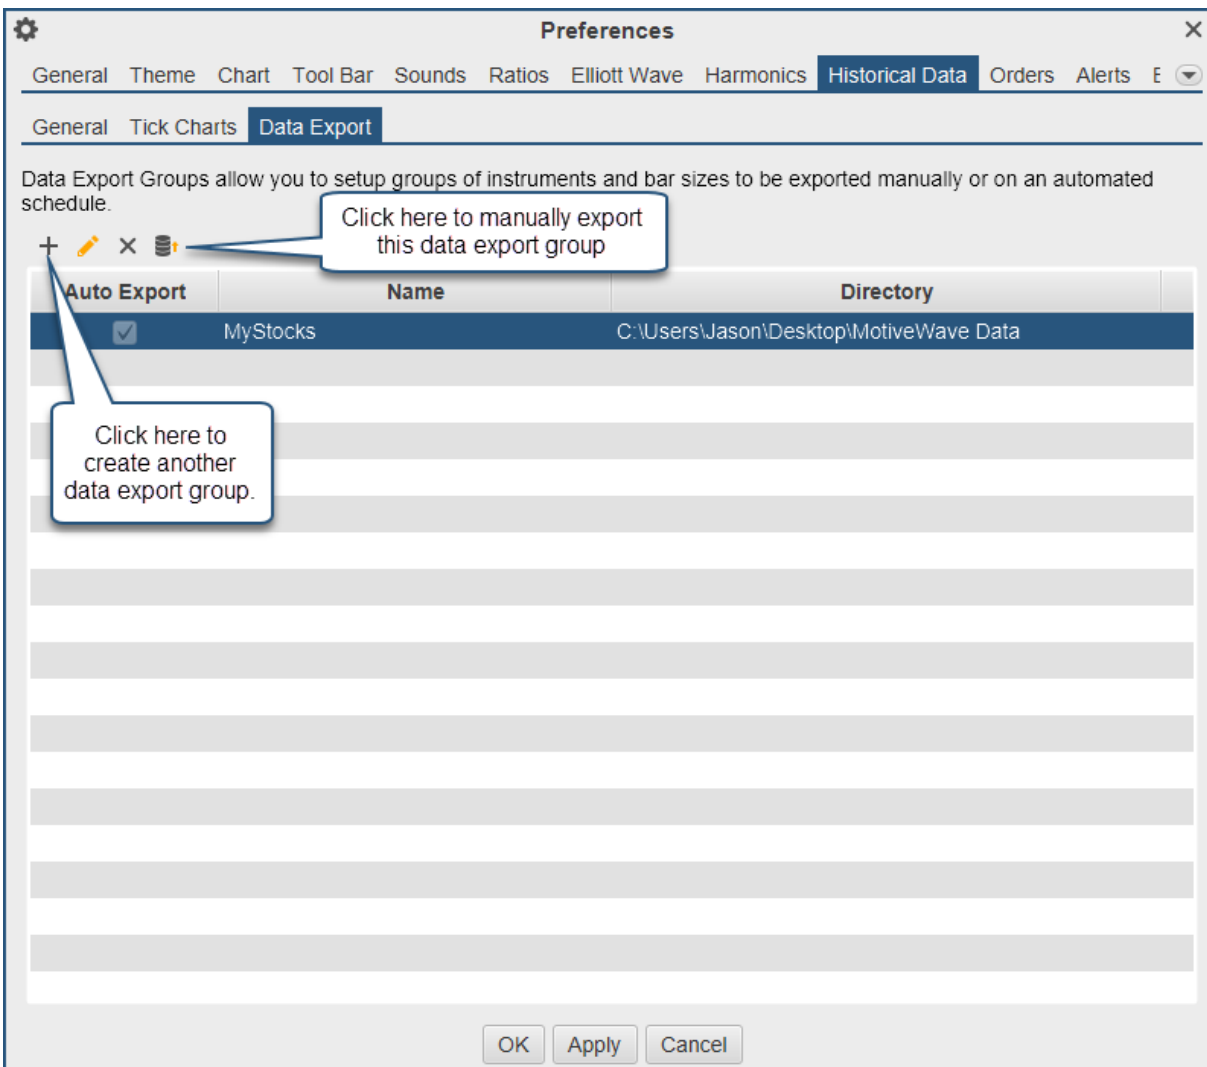 Preferences
General Theme Chart Tool Bar Sounds Ratios Elliott Wave Harmonics Historical Data Orders Alerts
General Tick Charts Data Export
Data Export Groups allow you to setup groups of instruments and bar sizes to be exported manually or on an automated
schedule.
Click here to manually export
this data export group
Auto Export Name Directory
MyStocks C:\Users\Jason\Desktop\MotiveWave Data
Click here to
create another
data export group.
OK Apply Cancel